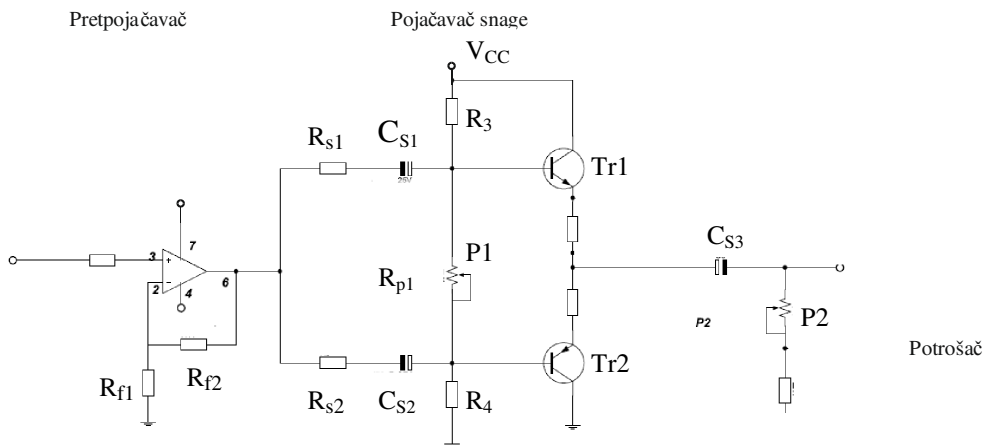 Pretpojačavač
Pojačavač snage
V_CC
R_3
R_s1
C_S1
25V
Tr1
7
3
+
2
-
4
6
P1
R_p1
C_S3
P2
P2
R_f1
R_f2
R_s2
C_S2
R_4
Tr2
Potrošač